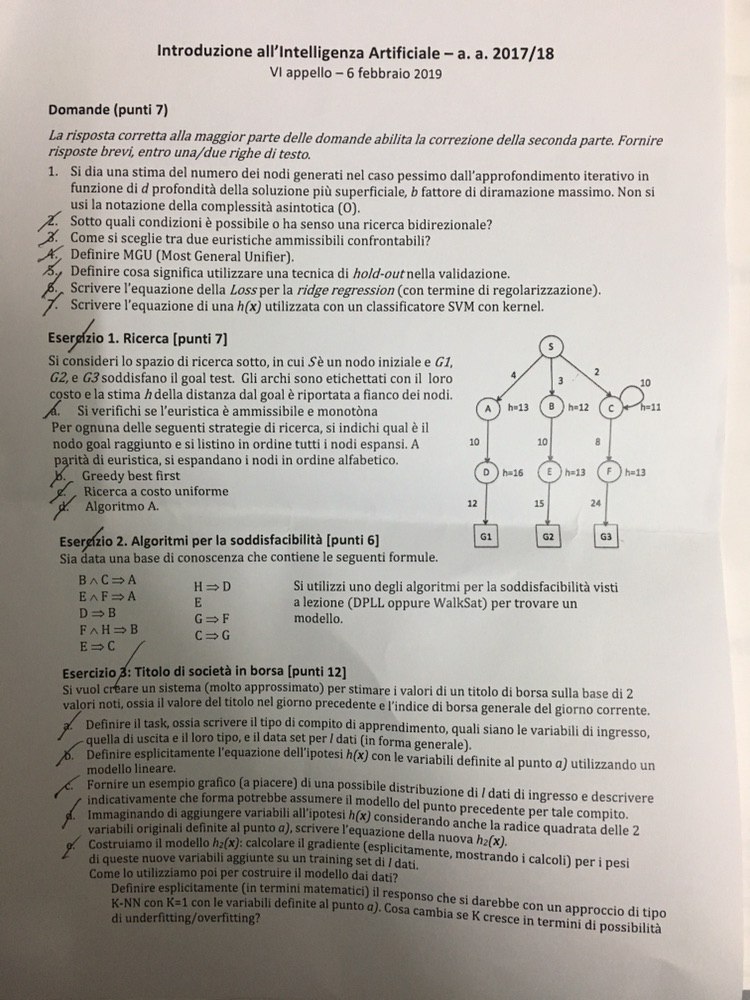 Introduzione all'Intelligenza Artificiale – a. a. 2017/18
VI appello – 6 febbraio 2019
Domande (punti 7)
La risposta corretta alla maggior parte delle domande abilita la correzione della seconda parte. Fornire
risposte brevi, entro una/due righe di testo.
1. Si dia una stima del numero dei nodi generati nel caso pessimo dall'approfondimento iterativo in
funzione di d profondità della soluzione più superficiale, b fattore di diramazione massimo. Non si
usi la notazione della complessità asintotica (O).
2. Sotto quali condizioni è possibile o ha senso una ricerca bidirezionale?
3. Come si sceglie tra due euristiche ammissibili confrontabili?
4. Definire MGU (Most General Unifier).
5. Definire cosa significa utilizzare una tecnica di hold-out nella validazione.
6. Scrivere l'equazione della Loss per la ridge regression (con termine di regolarizzazione).
7. Scrivere l'equazione di una h(x) utilizzata con un classificatore SVM con kernel.
Esercizio 1. Ricerca [punti 7]
Si consideri lo spazio di ricerca sotto, in cui S è un nodo iniziale e G1,
G2, e G3 soddisfano il goal test. Gli archi sono etichettati con il loro
costo e la stima h della distanza dal goal è riportata a fianco dei nodi.
a. Si verifichi se l'euristica è ammissibile e monotòna
Per ognuna delle seguenti strategie di ricerca, si indichi qual è il
nodo goal raggiunto e si listino in ordine tutti i nodi espansi. A
parità di euristica, si espandano i nodi in ordine alfabetico.
b. Greedy best first
c. Ricerca a costo uniforme
d. Algoritmo A.
S
4 3 2 10
A h=13 B h=12 C h=11
10 10 8
D h=16 E h=13 F h=13
12 15 24
G1 G2 G3
Esercizio 2. Algoritmi per la soddisfacibilità [punti 6]
Sia data una base di conoscenza che contiene le seguenti formule.
B ∧ C ⇒ A
E ∧ F ⇒ A
D ⇒ B
F ∧ H ⇒ B
E ⇒ C
H ⇒ D
E
G ⇒ F
C ⇒ G
Si utilizzi uno degli algoritmi per la soddisfacibilità visti
a lezione (DPLL oppure WalkSat) per trovare un
modello.
Esercizio 3: Titolo di società in borsa [punti 12]
Si vuol creare un sistema (molto approssimato) per stimare i valori di un titolo di borsa sulla base di 2
valori noti, ossia il valore del titolo nel giorno precedente e l'indice di borsa generale del giorno corrente.
a. Definire il task, ossia scrivere il tipo di compito di apprendimento, quali siano le variabili di ingresso,
quella di uscita e il loro tipo, e il data set per l dati (in forma generale).
b. Definire esplicitamente l'equazione dell'ipotesi h(x) con le variabili definite al punto a) utilizzando un
modello lineare.
c. Fornire un esempio grafico (a piacere) di una possibile distribuzione di l dati di ingresso e descrivere
indicativamente che forma potrebbe assumere il modello del punto precedente per tale compito.
d. Immaginando di aggiungere variabili all'ipotesi h(x) considerando anche la radice quadrata delle 2
variabili originali definite al punto a), scrivere l'equazione della nuova h2(x).
e. Costruiamo il modello h2(x): calcolare il gradiente (esplicitamente, mostrando i calcoli) per i pesi
di queste nuove variabili aggiunte su un training set di l dati.
Come lo utilizziamo poi per costruire il modello dai dati?
Definire esplicitamente (in termini matematici) il responso che si darebbe con un approccio di tipo
K-NN con K=1 con le variabili definite al punto a). Cosa cambia se K cresce in termini di possibilità
di underfitting/overfitting?